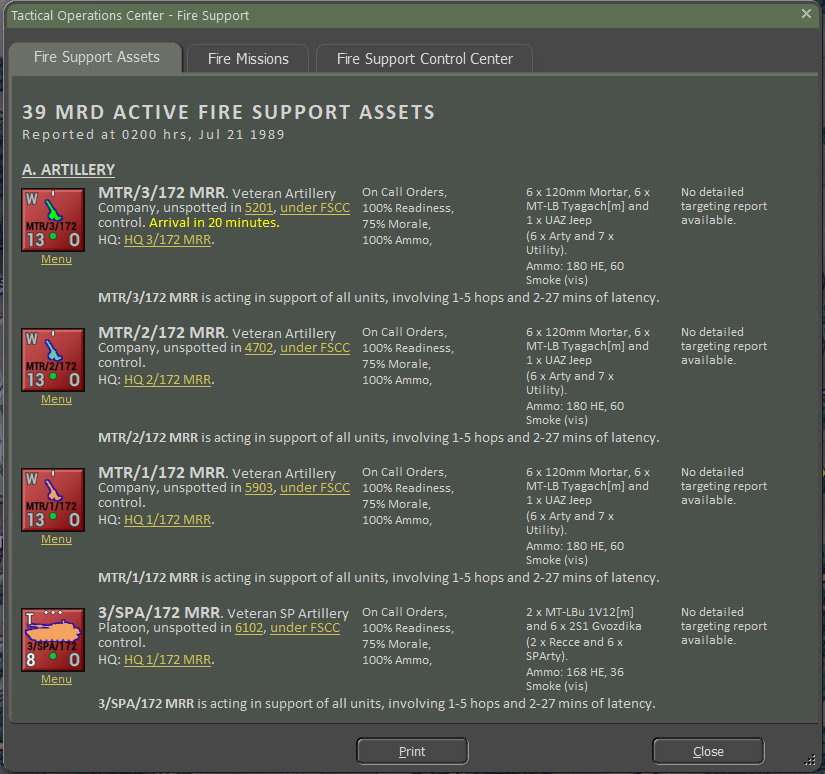 Tactical Operations Center - Fire Support
Fire Support Assets
Fire Missions
Fire Support Control Center
39 MRD ACTIVE FIRE SUPPORT ASSETS
Reported at 0200 hrs, Jul 21 1989
A. ARTILLERY
W
MTR/3/172
13 0
Menu
MTR/3/172 MRR. Veteran Artillery
Company, unspotted in 5201, under FSCC
control. Arrival in 20 minutes.
HQ: HQ 3/172 MRR.
On Call Orders,
100% Readiness,
75% Morale,
100% Ammo,
6 x 120mm Mortar, 6 x
MT-LB Tyagach[m] and
1 x UAZ Jeep
(6 x Arty and 7 x
Utility).
Ammo: 180 HE, 60
Smoke (vis)
No detailed
targeting report
available.
MTR/3/172 MRR is acting in support of all units, involving 1-5 hops and 2-27 mins of latency.
W
MTR/2/172
13 0
Menu
MTR/2/172 MRR. Veteran Artillery
Company, unspotted in 4702, under FSCC
control.
HQ: HQ 2/172 MRR.
On Call Orders,
100% Readiness,
75% Morale,
100% Ammo,
6 x 120mm Mortar, 6 x
MT-LB Tyagach[m] and
1 x UAZ Jeep
(6 x Arty and 7 x
Utility).
Ammo: 180 HE, 60
Smoke (vis)
No detailed
targeting report
available.
MTR/2/172 MRR is acting in support of all units, involving 1-5 hops and 2-27 mins of latency.
W
MTR/1/172
13 0
Menu
MTR/1/172 MRR. Veteran Artillery
Company, unspotted in 5903, under FSCC
control.
HQ: HQ 1/172 MRR.
On Call Orders,
100% Readiness,
75% Morale,
100% Ammo,
6 x 120mm Mortar, 6 x
MT-LB Tyagach[m] and
1 x UAZ Jeep
(6 x Arty and 7 x
Utility).
Ammo: 180 HE, 60
Smoke (vis)
No detailed
targeting report
available.
MTR/1/172 MRR is acting in support of all units, involving 1-5 hops and 2-27 mins of latency.
T
3/SPA/172
8 0
Menu
3/SPA/172 MRR. Veteran SP Artillery
Platoon, unspotted in 6102, under FSCC
control.
HQ: HQ 1/172 MRR.
On Call Orders,
100% Readiness,
75% Morale,
100% Ammo,
2 x MT-LBu 1V12[m]
and 6 x 2S1 Gvozdika
(2 x Recce and 6 x
SPArty).
Ammo: 168 HE, 36
Smoke (vis)
No detailed
targeting report
available.
3/SPA/172 MRR is acting in support of all units, involving 1-5 hops and 2-27 mins of latency.
Print
Close